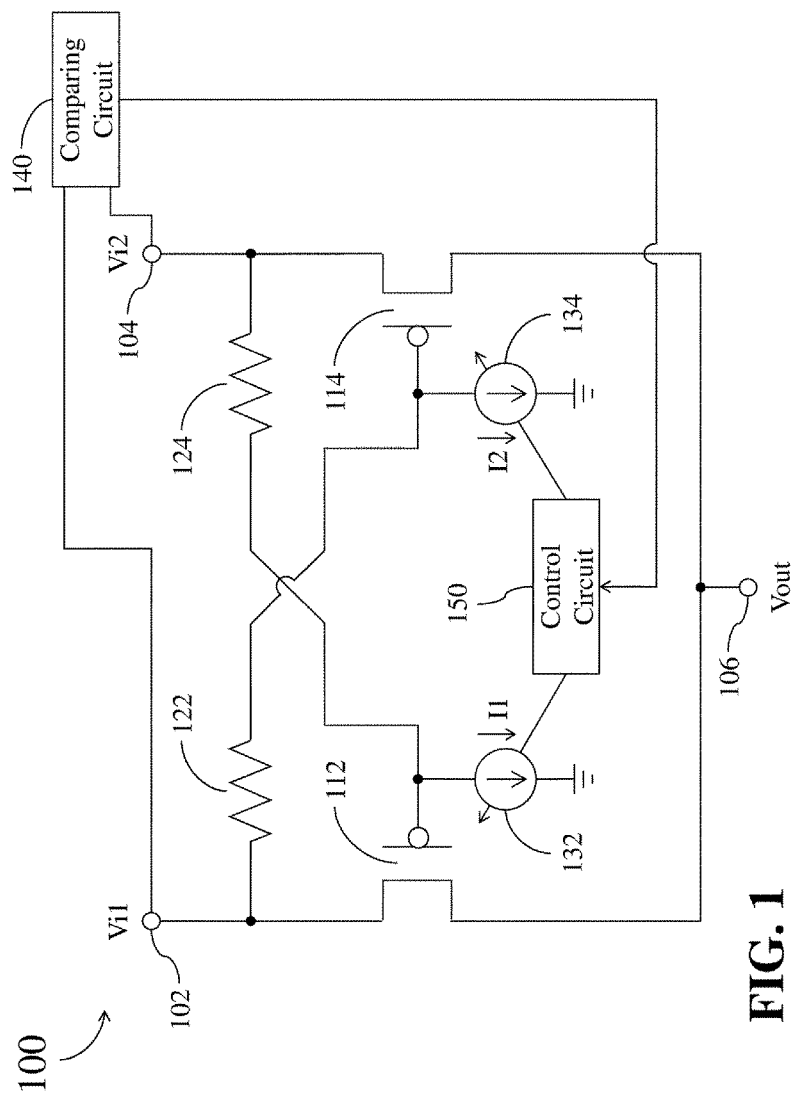 100
102
Vi1
Vi2
104
140
Comparing
Circuit
122
124
112
114
I1
I2
132
134
150
Control
Circuit
106
Vout
FIG. 1